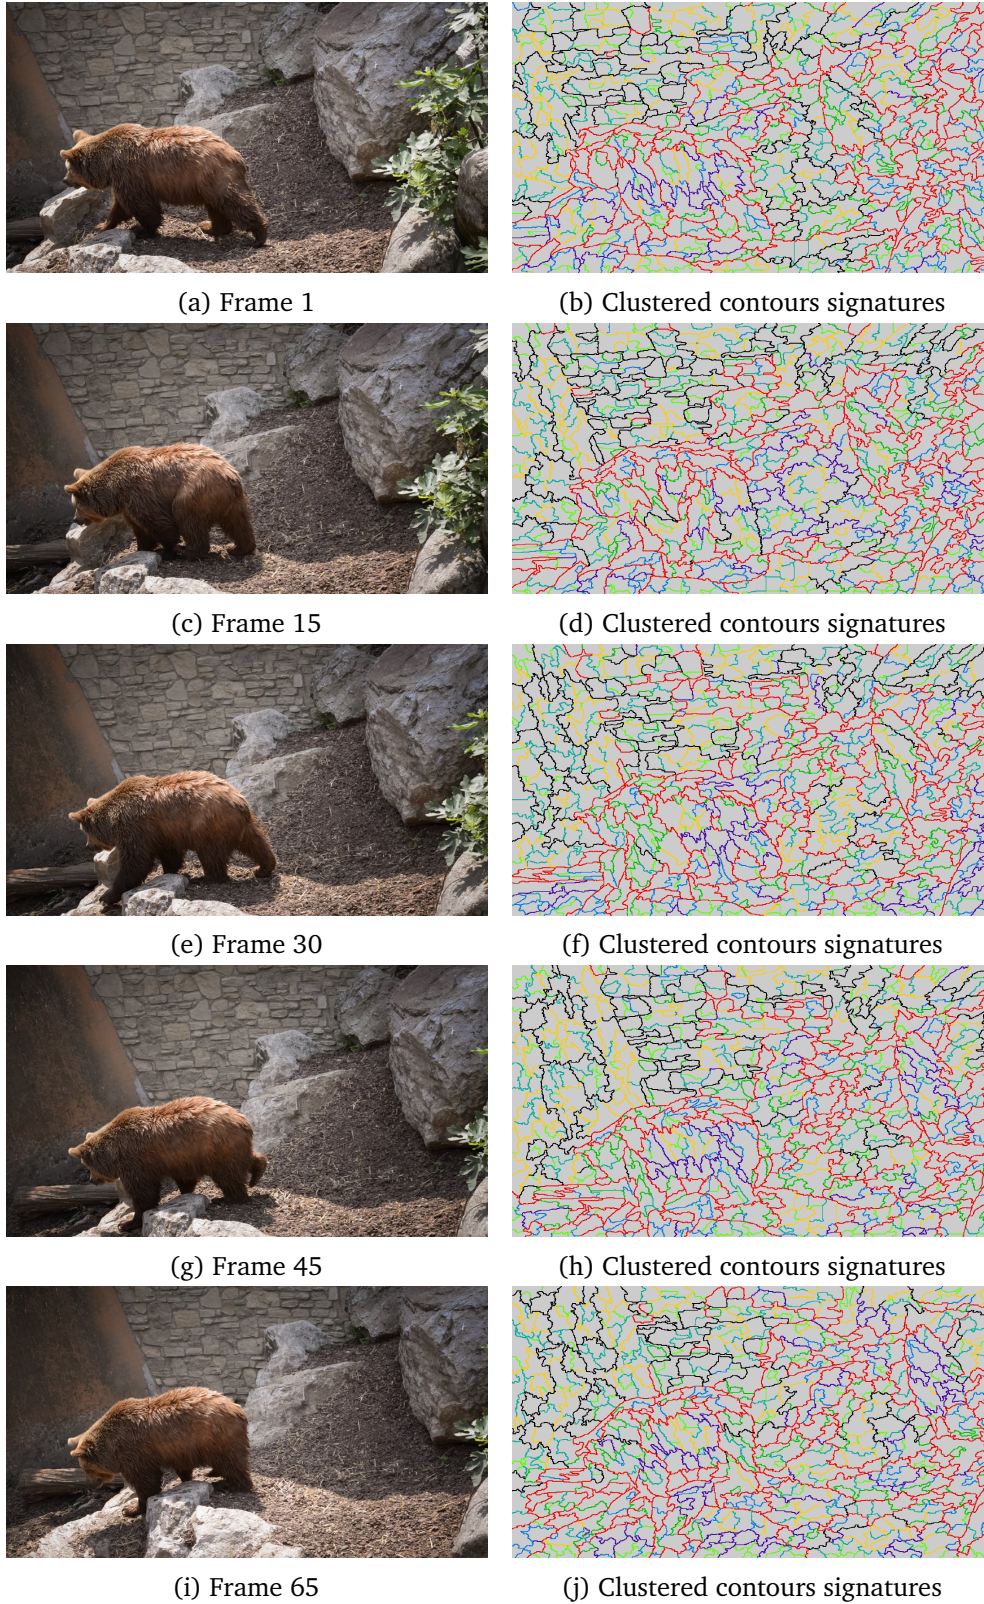 (a) Frame 1
(b) Clustered contours signatures
(c) Frame 15
(d) Clustered contours signatures
(e) Frame 30
(f) Clustered contours signatures
(g) Frame 45
(h) Clustered contours signatures
(i) Frame 65
(j) Clustered contours signatures